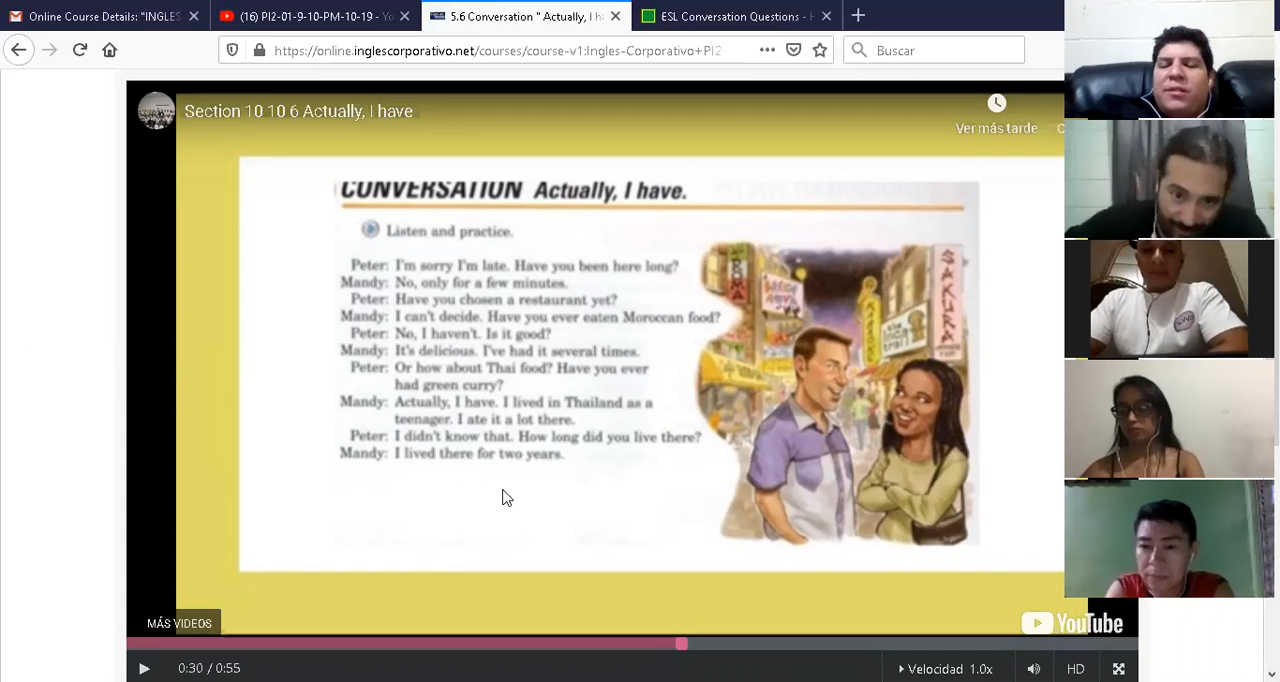 Online Course Details: "INGLES
(16) PI2-01-9-10-PM-10-19 - Yo
5.6 Conversation " Actually, I ha
ESL Conversation Questions - H
https://online.inglescorporativo.net/courses/course-v1:Ingles-Corporativo+PI2
Buscar
Section 10 10 6 Actually, I have
Ver más tarde
CONVERSATION Actually, I have.
Listen and practice.
Peter: I'm sorry I'm late. Have you been here long?
Mandy: No, only for a few minutes.
Peter: Have you chosen a restaurant yet?
Mandy: I can't decide. Have you ever eaten Moroccan food?
Peter: No, I haven't. Is it good?
Mandy: It's delicious. I've had it several times.
Peter: Or how about Thai food? Have you ever
had green curry?
Mandy: Actually, I have. I lived in Thailand as a
teenager. I ate it a lot there.
Peter: I didn't know that. How long did you live there?
Mandy: I lived there for two years.
ROMA
SAKURA
MÁS VIDEOS
YouTube
0:30 / 0:55
Velocidad 1.0x
HD